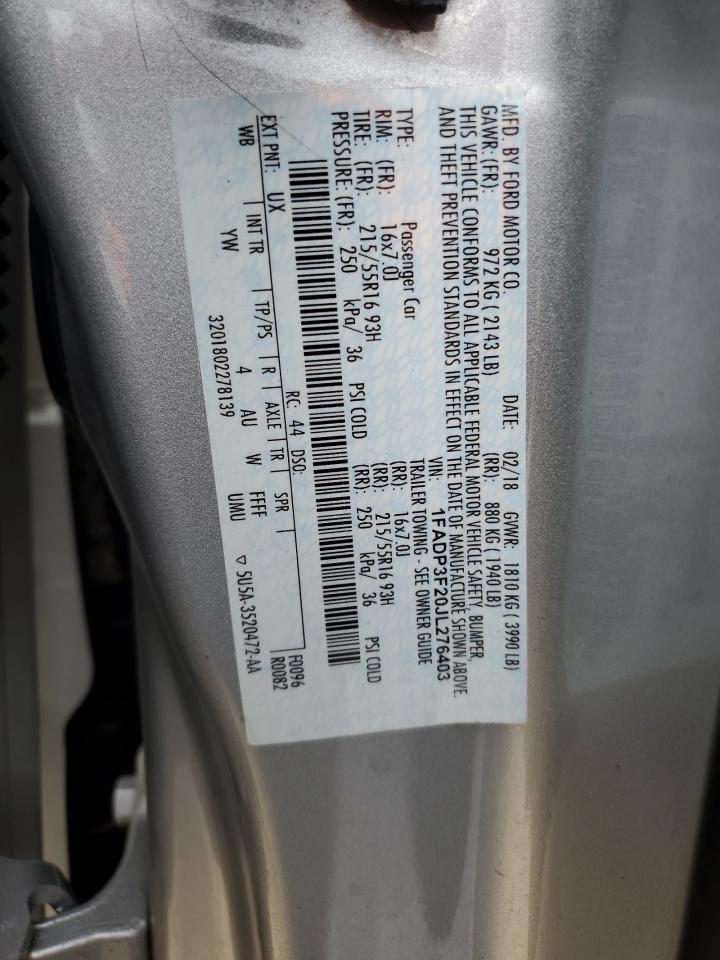 MFD. BY FORD MOTOR CO.
DATE: 02/18 GVWR: 1810 KG ( 3990 LB)
GAWR: (FR): 972 KG ( 2143 LB) (RR): 880 KG ( 1940 LB)
THIS VEHICLE CONFORMS TO ALL APPLICABLE FEDERAL MOTOR VEHICLE SAFETY, BUMPER,
AND THEFT PREVENTION STANDARDS IN EFFECT ON THE DATE OF MANUFACTURE SHOWN ABOVE.
VIN: 1FADP3F20JL276403
TYPE: Passenger Car TRAILER TOWING - SEE OWNER GUIDE
RIM: (FR): 16x7.0J (RR): 16x7.0J
TIRE: (FR): 215/55R16 93H (RR): 215/55R16 93H
PRESSURE: (FR): 250 kPa/ 36 PSI COLD (RR): 250 kPa/ 36 PSI COLD
RC: 44 DSO: F0096
EXT PNT: UX R0082
WB INT TR TP/PS R AXLE TR SPR
YW 4 AU W FFFF
UMU
3201802278139 ▽ 5U5A-3520472-AA